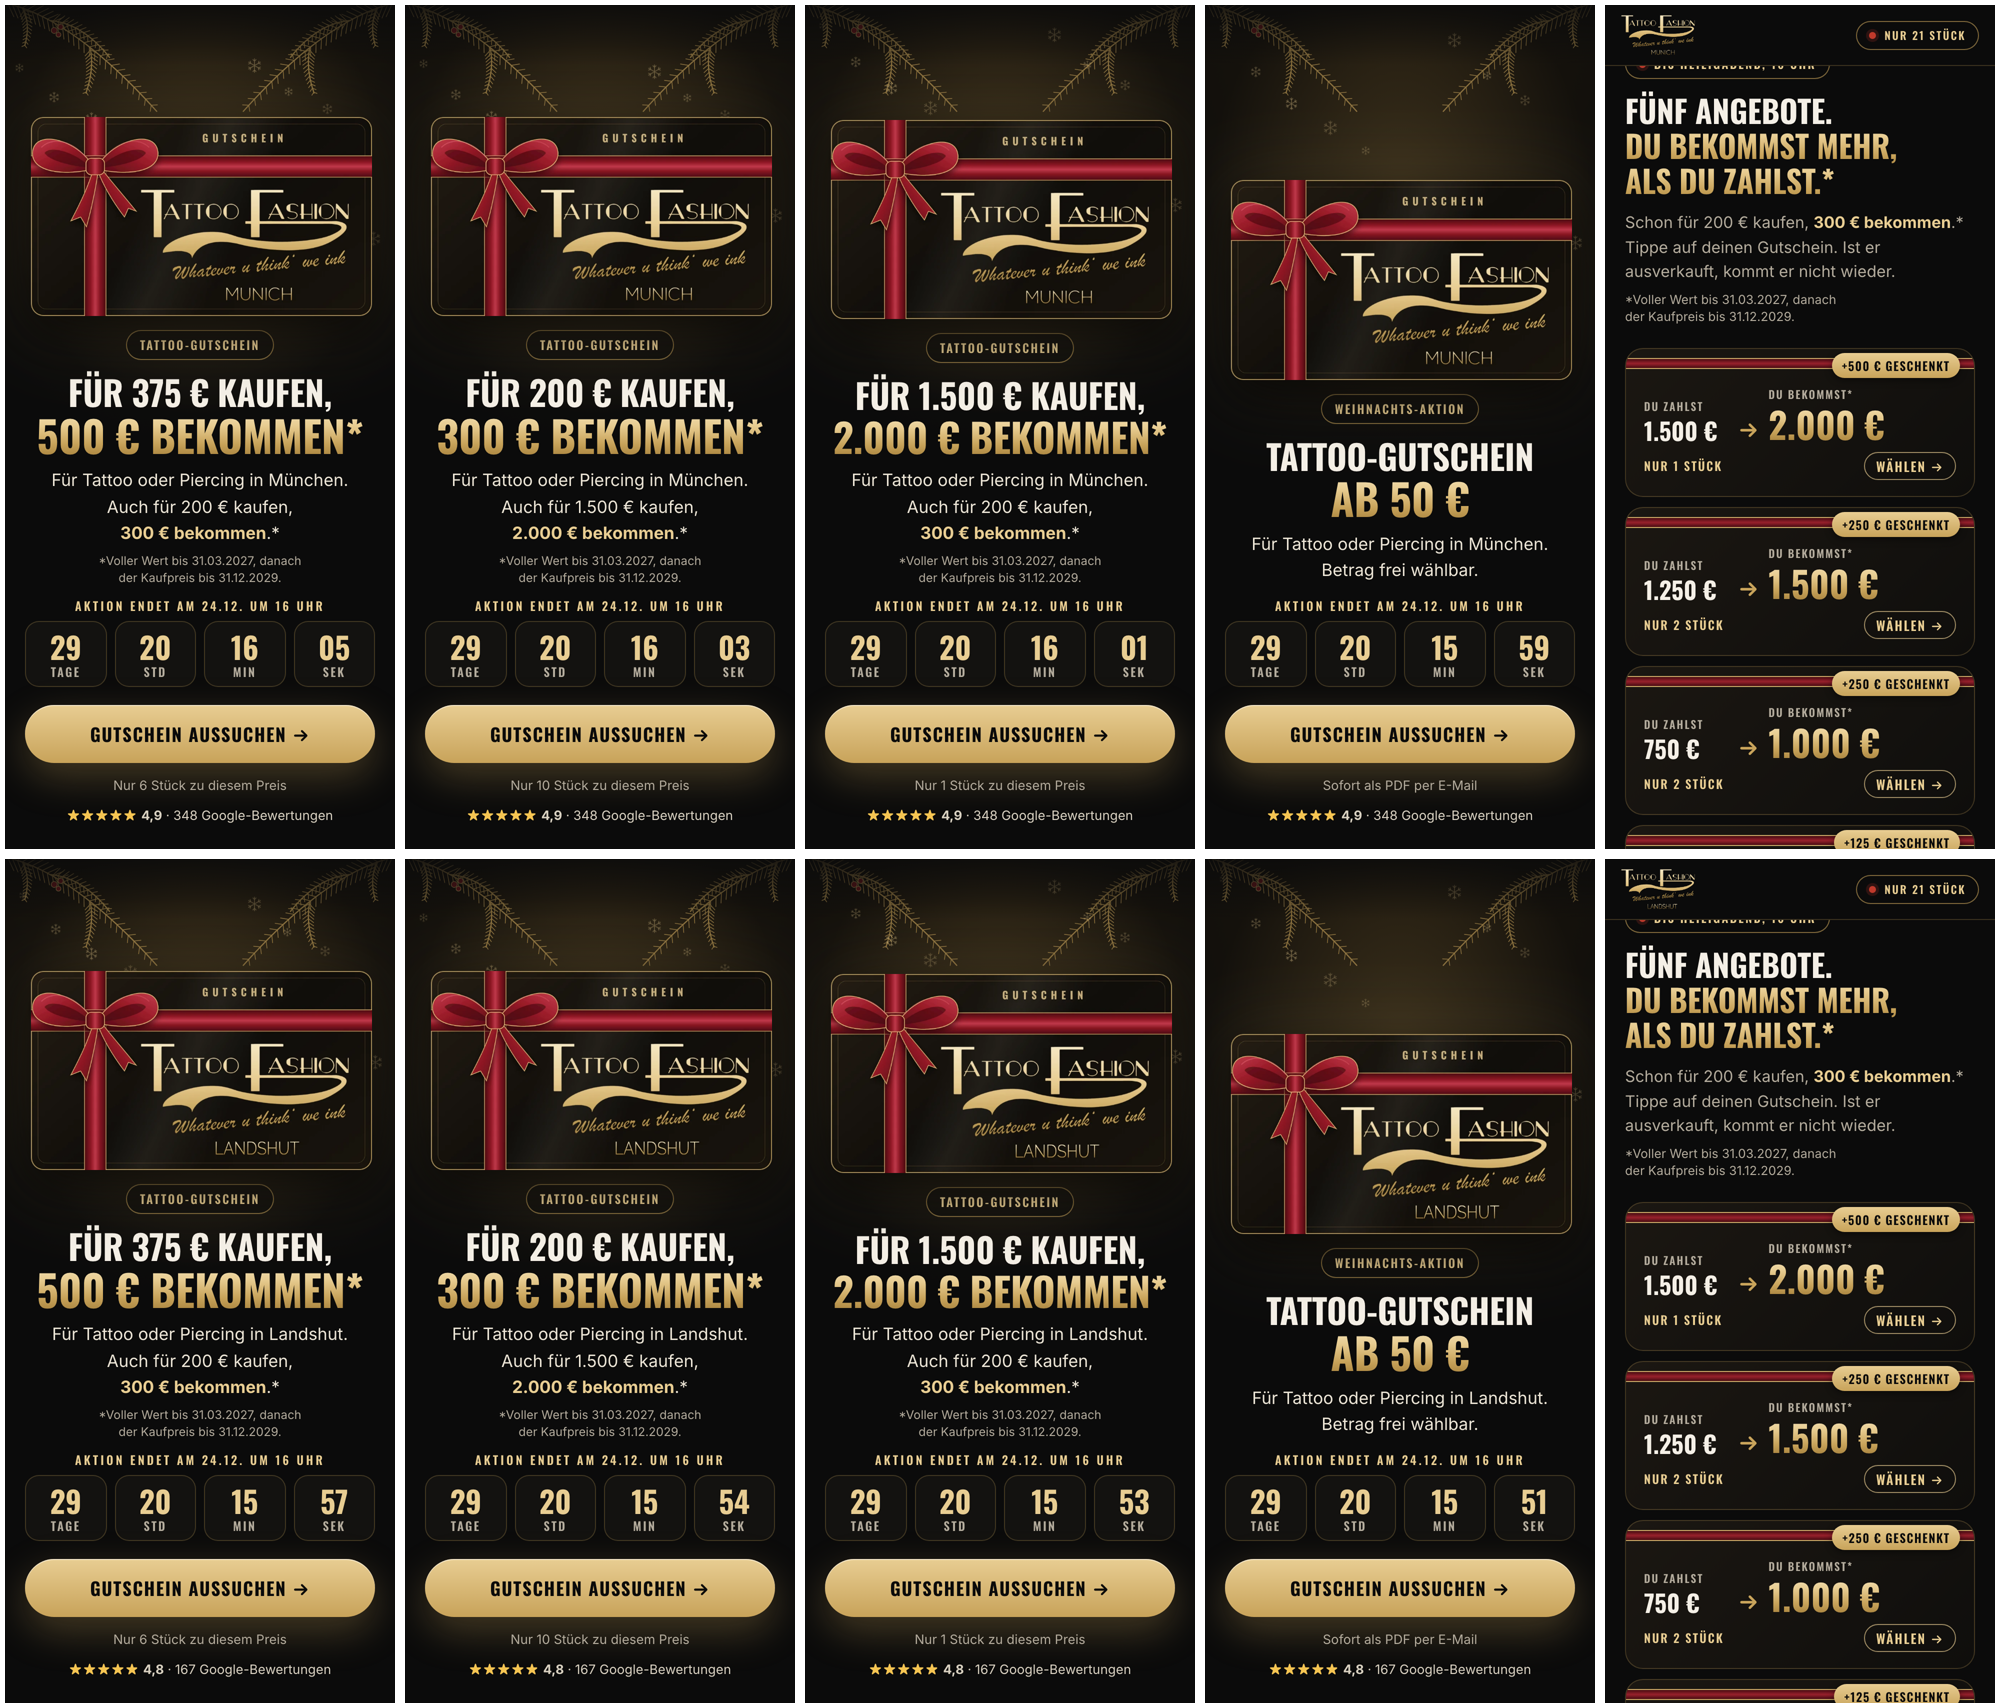 GUTSCHEIN
TATTOO FASHION
Whatever u think' we ink
MUNICH
TATTOO-GUTSCHEIN
FÜR 375 € KAUFEN,
500 € BEKOMMEN*
Für Tattoo oder Piercing in München.
Auch für 200 € kaufen,
300 € bekommen.*
*Voller Wert bis 31.03.2027, danach
der Kaufpreis bis 31.12.2029.
AKTION ENDET AM 24.12. UM 16 UHR
29 20 16 05
TAGE STD MIN SEK
GUTSCHEIN AUSSUCHEN →
Nur 6 Stück zu diesem Preis
★★★★★ 4,9 · 348 Google-Bewertungen
GUTSCHEIN
TATTOO FASHION
Whatever u think' we ink
MUNICH
TATTOO-GUTSCHEIN
FÜR 200 € KAUFEN,
300 € BEKOMMEN*
Für Tattoo oder Piercing in München.
Auch für 1.500 € kaufen,
2.000 € bekommen.*
*Voller Wert bis 31.03.2027, danach
der Kaufpreis bis 31.12.2029.
AKTION ENDET AM 24.12. UM 16 UHR
29 20 16 03
TAGE STD MIN SEK
GUTSCHEIN AUSSUCHEN →
Nur 10 Stück zu diesem Preis
★★★★★ 4,9 · 348 Google-Bewertungen
GUTSCHEIN
TATTOO FASHION
Whatever u think' we ink
MUNICH
TATTOO-GUTSCHEIN
FÜR 1.500 € KAUFEN,
2.000 € BEKOMMEN*
Für Tattoo oder Piercing in München.
Auch für 200 € kaufen,
300 € bekommen.*
*Voller Wert bis 31.03.2027, danach
der Kaufpreis bis 31.12.2029.
AKTION ENDET AM 24.12. UM 16 UHR
29 20 16 01
TAGE STD MIN SEK
GUTSCHEIN AUSSUCHEN →
Nur 1 Stück zu diesem Preis
★★★★★ 4,9 · 348 Google-Bewertungen
GUTSCHEIN
TATTOO FASHION
Whatever u think' we ink
MUNICH
WEIHNACHTS-AKTION
TATTOO-GUTSCHEIN
AB 50 €
Für Tattoo oder Piercing in München.
Betrag frei wählbar.
AKTION ENDET AM 24.12. UM 16 UHR
29 20 15 59
TAGE STD MIN SEK
GUTSCHEIN AUSSUCHEN →
Sofort als PDF per E-Mail
★★★★★ 4,9 · 348 Google-Bewertungen
TATTOO FASHION
Whatever u think' we ink
MUNICH
NUR 21 STÜCK
FÜNF ANGEBOTE.
DU BEKOMMST MEHR,
ALS DU ZAHLST.*
Schon für 200 € kaufen, 300 € bekommen.*
Tippe auf deinen Gutschein. Ist er
ausverkauft, kommt er nicht wieder.
*Voller Wert bis 31.03.2027, danach
der Kaufpreis bis 31.12.2029.
+500 € GESCHENKT
DU ZAHLST DU BEKOMMST*
1.500 € → 2.000 €
NUR 1 STÜCK WÄHLEN →
+250 € GESCHENKT
DU ZAHLST DU BEKOMMST*
1.250 € → 1.500 €
NUR 2 STÜCK WÄHLEN →
+250 € GESCHENKT
DU ZAHLST DU BEKOMMST*
750 € → 1.000 €
NUR 2 STÜCK WÄHLEN →
+125 € GESCHENKT
GUTSCHEIN
TATTOO FASHION
Whatever u think' we ink
LANDSHUT
TATTOO-GUTSCHEIN
FÜR 375 € KAUFEN,
500 € BEKOMMEN*
Für Tattoo oder Piercing in Landshut.
Auch für 200 € kaufen,
300 € bekommen.*
*Voller Wert bis 31.03.2027, danach
der Kaufpreis bis 31.12.2029.
AKTION ENDET AM 24.12. UM 16 UHR
29 20 15 57
TAGE STD MIN SEK
GUTSCHEIN AUSSUCHEN →
Nur 6 Stück zu diesem Preis
★★★★★ 4,8 · 167 Google-Bewertungen
GUTSCHEIN
TATTOO FASHION
Whatever u think' we ink
LANDSHUT
TATTOO-GUTSCHEIN
FÜR 200 € KAUFEN,
300 € BEKOMMEN*
Für Tattoo oder Piercing in Landshut.
Auch für 1.500 € kaufen,
2.000 € bekommen.*
*Voller Wert bis 31.03.2027, danach
der Kaufpreis bis 31.12.2029.
AKTION ENDET AM 24.12. UM 16 UHR
29 20 15 54
TAGE STD MIN SEK
GUTSCHEIN AUSSUCHEN →
Nur 10 Stück zu diesem Preis
★★★★★ 4,8 · 167 Google-Bewertungen
GUTSCHEIN
TATTOO FASHION
Whatever u think' we ink
LANDSHUT
TATTOO-GUTSCHEIN
FÜR 1.500 € KAUFEN,
2.000 € BEKOMMEN*
Für Tattoo oder Piercing in Landshut.
Auch für 200 € kaufen,
300 € bekommen.*
*Voller Wert bis 31.03.2027, danach
der Kaufpreis bis 31.12.2029.
AKTION ENDET AM 24.12. UM 16 UHR
29 20 15 53
TAGE STD MIN SEK
GUTSCHEIN AUSSUCHEN →
Nur 1 Stück zu diesem Preis
★★★★★ 4,8 · 167 Google-Bewertungen
GUTSCHEIN
TATTOO FASHION
Whatever u think' we ink
LANDSHUT
WEIHNACHTS-AKTION
TATTOO-GUTSCHEIN
AB 50 €
Für Tattoo oder Piercing in Landshut.
Betrag frei wählbar.
AKTION ENDET AM 24.12. UM 16 UHR
29 20 15 51
TAGE STD MIN SEK
GUTSCHEIN AUSSUCHEN →
Sofort als PDF per E-Mail
★★★★★ 4,8 · 167 Google-Bewertungen
TATTOO FASHION
Whatever u think' we ink
LANDSHUT
NUR 21 STÜCK
FÜNF ANGEBOTE.
DU BEKOMMST MEHR,
ALS DU ZAHLST.*
Schon für 200 € kaufen, 300 € bekommen.*
Tippe auf deinen Gutschein. Ist er
ausverkauft, kommt er nicht wieder.
*Voller Wert bis 31.03.2027, danach
der Kaufpreis bis 31.12.2029.
+500 € GESCHENKT
DU ZAHLST DU BEKOMMST*
1.500 € → 2.000 €
NUR 1 STÜCK WÄHLEN →
+250 € GESCHENKT
DU ZAHLST DU BEKOMMST*
1.250 € → 1.500 €
NUR 2 STÜCK WÄHLEN →
+250 € GESCHENKT
DU ZAHLST DU BEKOMMST*
750 € → 1.000 €
NUR 2 STÜCK WÄHLEN →
+125 € GESCHENKT